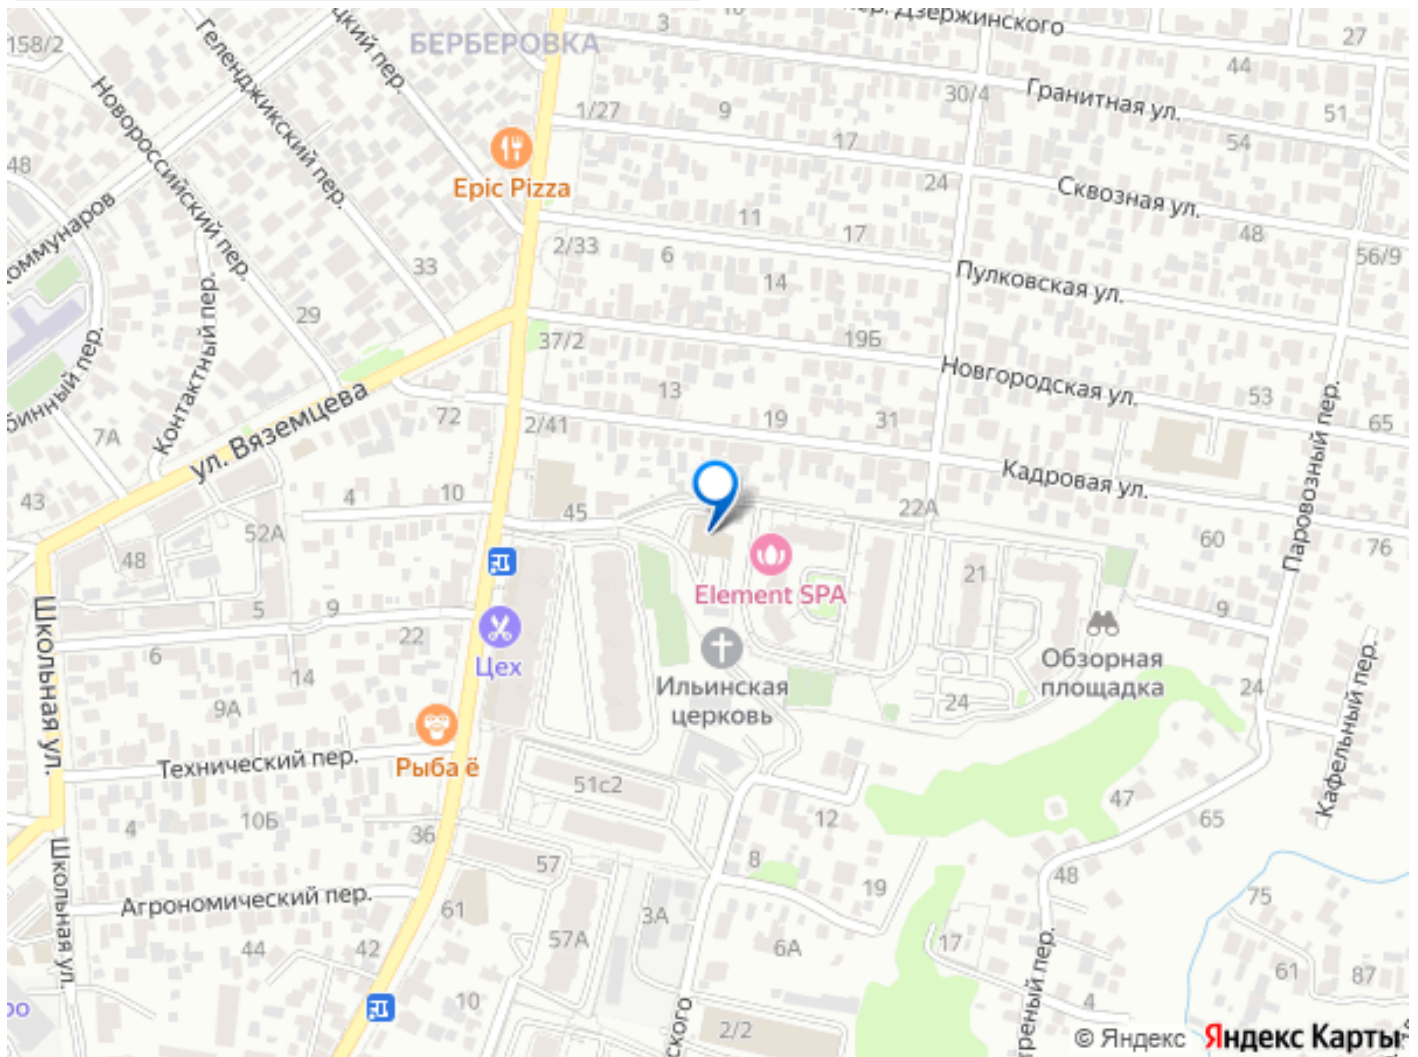 пер. Дзержинского
БЕРБЕРОВКА
158/2
3
27
44
Геленджикский пер.
Новороссийский пер.
30/4
Гранитная ул.
1/27
9
51
17
54
Epic Pizza
48
24
Сквозная ул.
11
17
48
2/33
6
56/9
33
14
Пулковская ул.
Контактный пер.
29
37/2
19Б
Новгородская ул.
13
53
65
ул. Вяземцева
72
2/41
19
31
7А
Кадровая ул.
Паровозный пер.
43
4
10
45
22А
52А
60
76
48
21
Element SPA
Школьная ул.
5
9
22
9
Цех
6
14
Ильинская
церковь
Обзорная
площадка
24
24
9А
Кафельный пер.
Технический пер.
Рыба ё
51с2
47
10Б
4
36
12
65
Школьная ул.
57
8
48
19
Агрономический пер.
61
3А
75
57А
44
42
6А
17
61
87
10
4
2/2
© Яндекс
Яндекс Карты